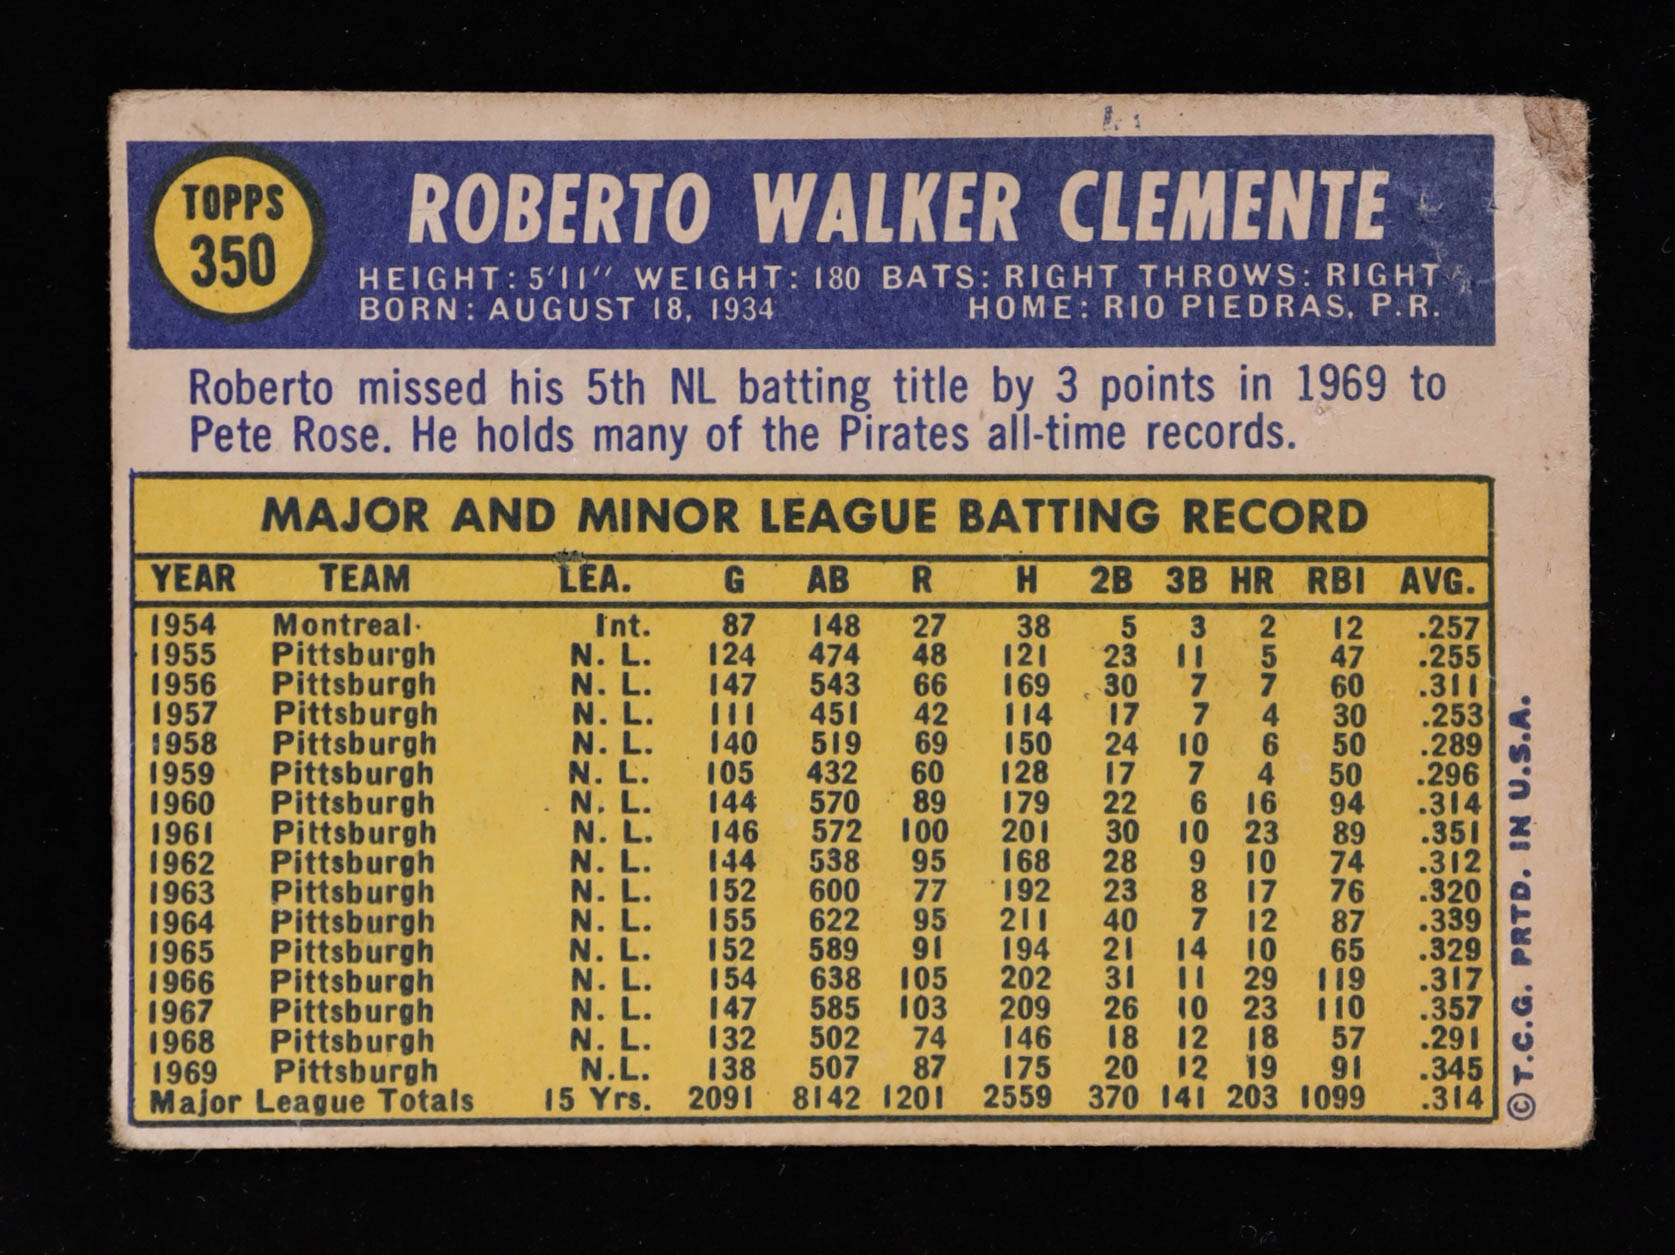 TOPPS
350
ROBERTO WALKER CLEMENTE
HEIGHT: 5'11" WEIGHT: 180 BATS: RIGHT THROWS: RIGHT
BORN: AUGUST 18, 1934 HOME: RIO PIEDRAS, P.R.
Roberto missed his 5th NL batting title by 3 points in 1969 to
Pete Rose. He holds many of the Pirates all-time records.
MAJOR AND MINOR LEAGUE BATTING RECORD
YEAR TEAM LEA. G AB R H 2B 3B HR RBI AVG.
1954 Montreal Int. 87 148 27 38 5 3 2 12 .257
1955 Pittsburgh N. L. 124 474 48 121 23 11 5 47 .255
1956 Pittsburgh N. L. 147 543 66 169 30 7 7 60 .311
1957 Pittsburgh N. L. 111 451 42 114 17 7 4 30 .253
1958 Pittsburgh N. L. 140 519 69 150 24 10 6 50 .289
1959 Pittsburgh N. L. 105 432 60 128 17 7 4 50 .296
1960 Pittsburgh N. L. 144 570 89 179 22 6 16 94 .314
1961 Pittsburgh N. L. 146 572 100 201 30 10 23 89 .351
1962 Pittsburgh N. L. 144 538 95 168 28 9 10 74 .312
1963 Pittsburgh N. L. 152 600 77 192 23 8 17 76 .320
1964 Pittsburgh N. L. 155 622 95 211 40 7 12 87 .339
1965 Pittsburgh N. L. 152 589 91 194 21 14 10 65 .329
1966 Pittsburgh N. L. 154 638 105 202 31 11 29 119 .317
1967 Pittsburgh N. L. 147 585 103 209 26 10 23 110 .357
1968 Pittsburgh N. L. 132 502 74 146 18 12 18 57 .291
1969 Pittsburgh N.L. 138 507 87 175 20 12 19 91 .345
Major League Totals 15 Yrs. 2091 8142 1201 2559 370 141 203 1099 .314
© T.C.G. PRTD. IN U.S.A.